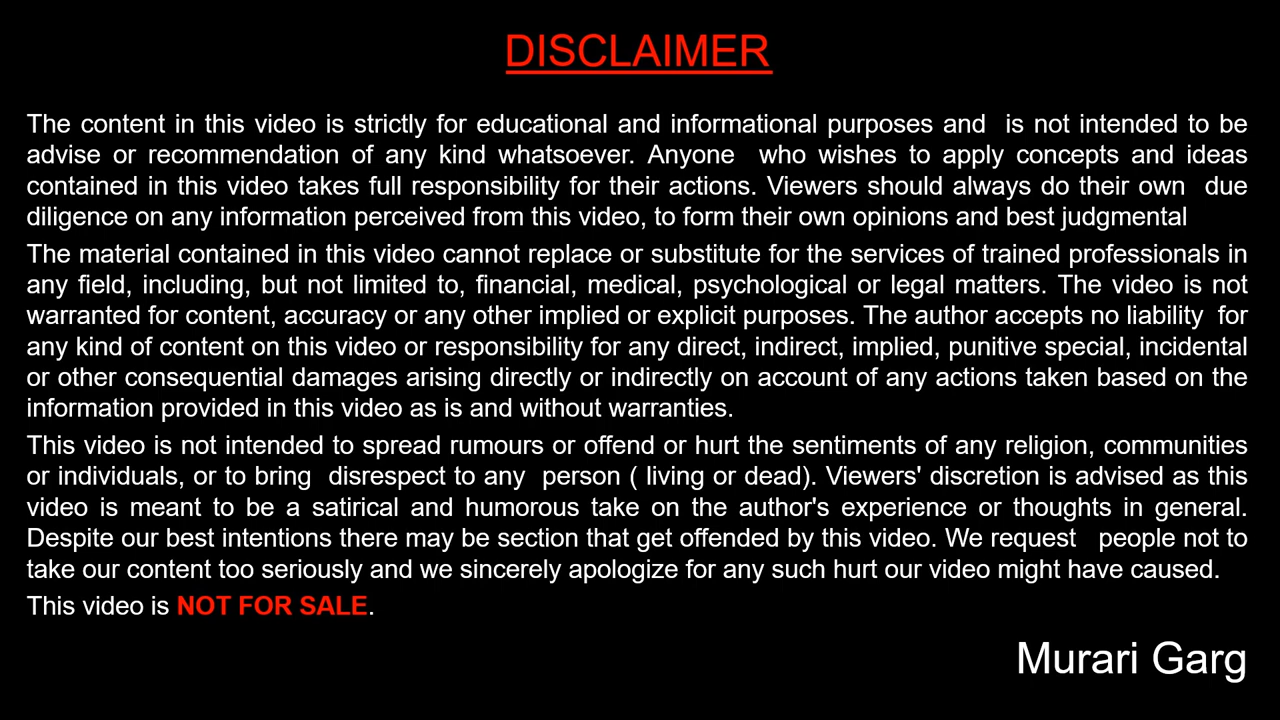 DISCLAIMER
The content in this video is strictly for educational and informational purposes and is not intended to be
advise or recommendation of any kind whatsoever. Anyone who wishes to apply concepts and ideas
contained in this video takes full responsibility for their actions. Viewers should always do their own due
diligence on any information perceived from this video, to form their own opinions and best judgmental
The material contained in this video cannot replace or substitute for the services of trained professionals in
any field, including, but not limited to, financial, medical, psychological or legal matters. The video is not
warranted for content, accuracy or any other implied or explicit purposes. The author accepts no liability for
any kind of content on this video or responsibility for any direct, indirect, implied, punitive special, incidental
or other consequential damages arising directly or indirectly on account of any actions taken based on the
information provided in this video as is and without warranties.
This video is not intended to spread rumours or offend or hurt the sentiments of any religion, communities
or individuals, or to bring disrespect to any person ( living or dead). Viewers' discretion is advised as this
video is meant to be a satirical and humorous take on the author's experience or thoughts in general.
Despite our best intentions there may be section that get offended by this video. We request people not to
take our content too seriously and we sincerely apologize for any such hurt our video might have caused.
This video is NOT FOR SALE.
Murari Garg